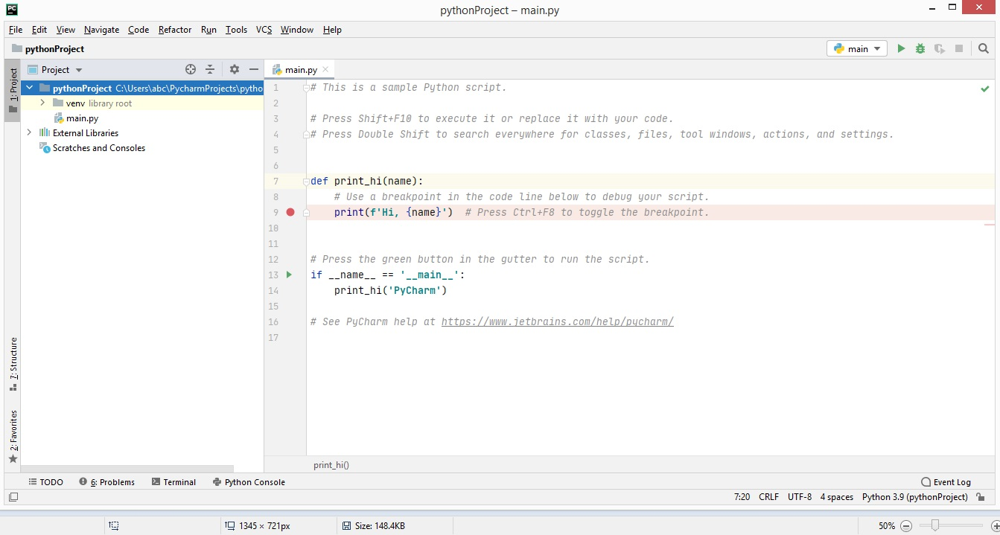 PC
pythonProject – main.py
File Edit View Navigate Code Refactor Run Tools VCS Window Help
pythonProject
main
1: Project
Project
main.py
pythonProject C:\Users\abc\PycharmProjects\pytho
venv library root
main.py
External Libraries
Scratches and Consoles
7: Structure
2: Favorites
1 # This is a sample Python script.
2
3 # Press Shift+F10 to execute it or replace it with your code.
4 # Press Double Shift to search everywhere for classes, files, tool windows, actions, and settings.
5
6
7 def print_hi(name):
8     # Use a breakpoint in the code line below to debug your script.
9     print(f'Hi, {name}')  # Press Ctrl+F8 to toggle the breakpoint.
10
11
12 # Press the green button in the gutter to run the script.
13 if __name__ == '__main__':
14     print_hi('PyCharm')
15
16 # See PyCharm help at https://www.jetbrains.com/help/pycharm/
17
print_hi()
TODO 6: Problems Terminal Python Console Event Log
7:20 CRLF UTF-8 4 spaces Python 3.9 (pythonProject)
1345 × 721px Size: 148.4KB 50%